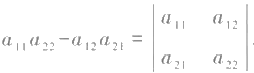 a₁₁a₂₂−a₁₂a₂₁ = | a₁₁ a₁₂ |
| a₂₁ a₂₂ |.